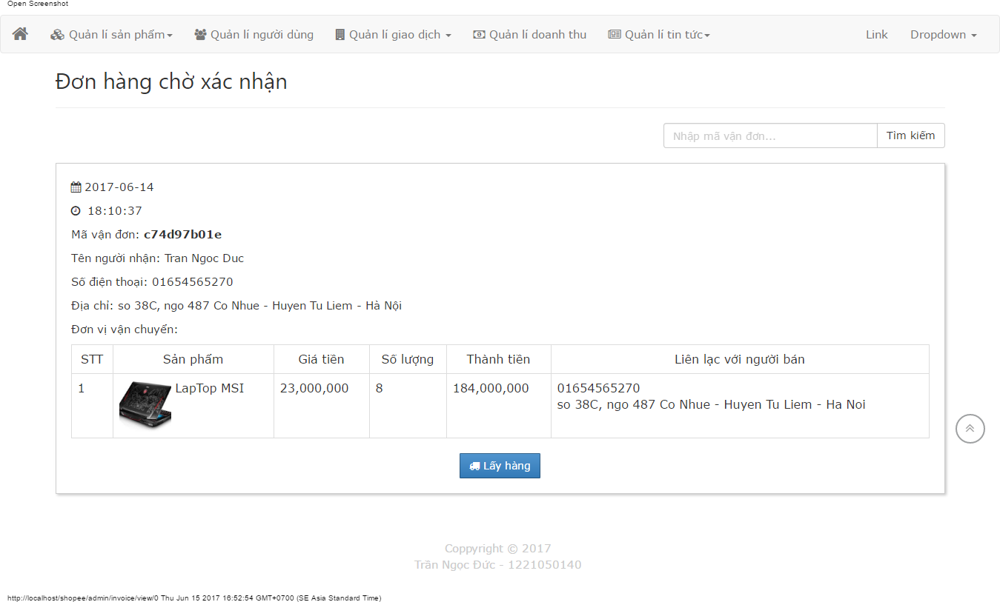 Open Screenshot
Quản lí sản phẩm Quản lí người dùng Quản lí giao dịch Quản lí doanh thu Quản lí tin tức Link Dropdown
Đơn hàng chờ xác nhận
Nhập mã vận đơn... Tìm kiếm
2017-06-14
18:10:37
Mã vận đơn: c74d97b01e
Tên người nhận: Tran Ngoc Duc
Số điện thoại: 01654565270
Địa chỉ: so 38C, ngo 487 Co Nhue - Huyen Tu Liem - Hà Nội
Đơn vị vận chuyển:
STT Sản phẩm Giá tiền Số lượng Thành tiền Liên lạc với người bán
1 LapTop MSI 23,000,000 8 184,000,000 01654565270
so 38C, ngo 487 Co Nhue - Huyen Tu Liem - Ha Noi
Lấy hàng
Coppyright © 2017
Trần Ngọc Đức - 1221050140
http://localhost/shopee/admin/invoice/view/0 Thu Jun 15 2017 16:52:54 GMT+0700 (SE Asia Standard Time)